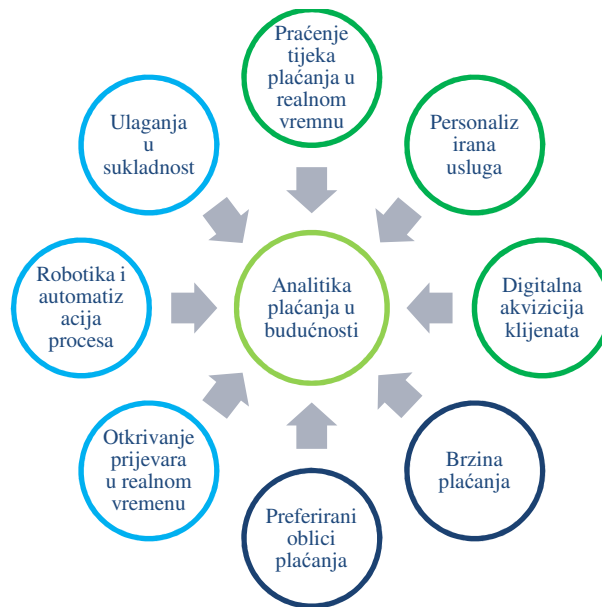 Praćenje
tijeka
plaćanja u
realnom
vremnu
Personaliz
irana
usluga
Digitalna
akvizicija
klijenata
Brzina
plaćanja
Preferirani
oblici
plaćanja
Otkrivanje
prijevara
u realnom
vremenu
Robotika i
automatiz
acija
procesa
Ulaganja
u
sukladnost
Analitika
plaćanja u
budućnosti